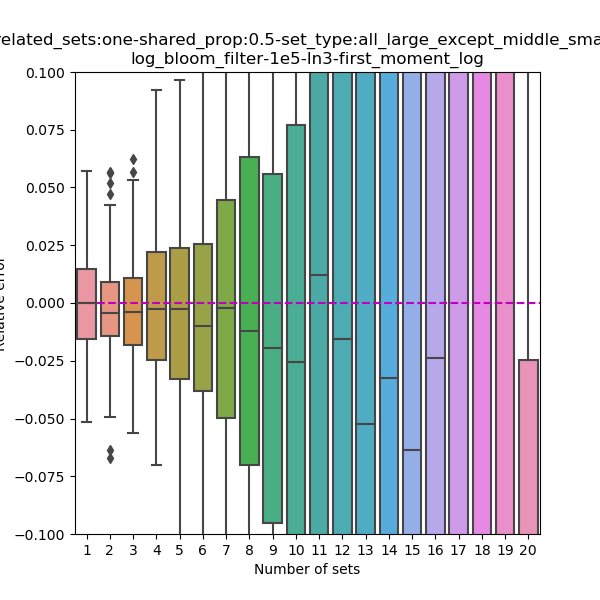 related_sets:one-shared_prop:0.5-set_type:all_large_except_middle_sma
log_bloom_filter-1e5-ln3-first_moment_log
0.100
0.075
0.050
0.025
0.000
−0.025
−0.050
−0.075
−0.100
Relative error
1 2 3 4 5 6 7 8 9 10 11 12 13 14 15 16 17 18 19 20
Number of sets